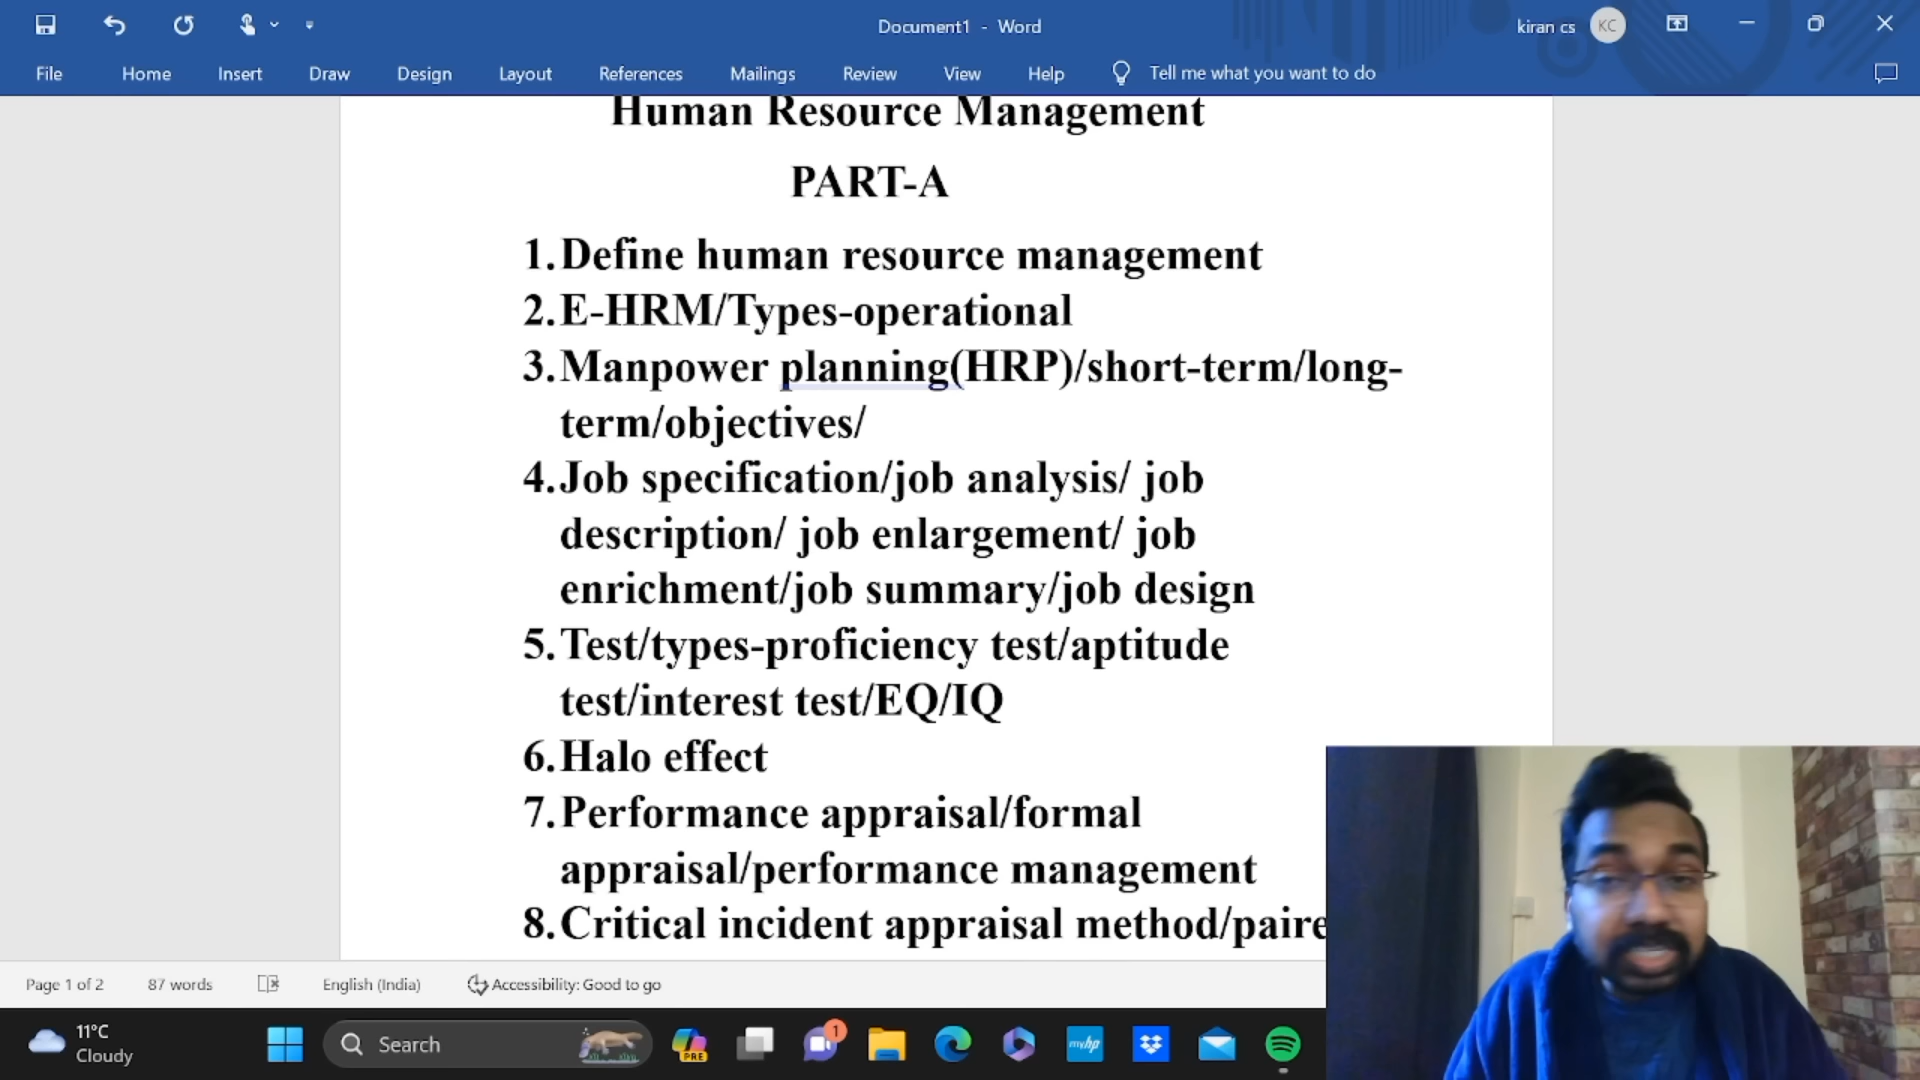 Document1 - Word
kiran cs KC
File Home Insert Draw Design Layout References Mailings Review View Help Tell me what you want to do
Human Resource Management
PART-A
1.Define human resource management
2.E-HRM/Types-operational
3.Manpower planning(HRP)/short-term/long-
term/objectives/
4.Job specification/job analysis/ job
description/ job enlargement/ job
enrichment/job summary/job design
5.Test/types-proficiency test/aptitude
test/interest test/EQ/IQ
6.Halo effect
7.Performance appraisal/formal
appraisal/performance management
8.Critical incident appraisal method/paire
Page 1 of 2 87 words English (India) Accessibility: Good to go
11°C
Cloudy
Search
PRE
1
myhp